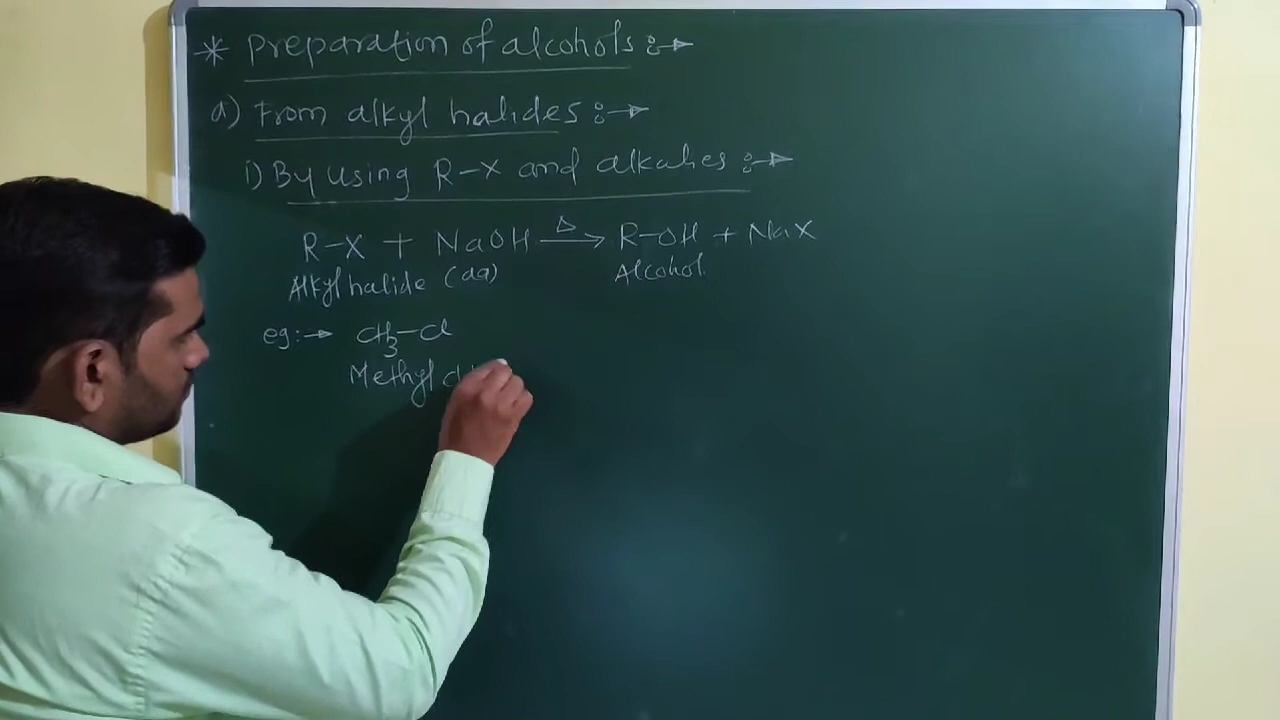 * Preparation of alcohols :→
a) From alkyl halides :→
i) By using R-X and alkalies :→
R-X + NaOH —Δ→ R-OH + NaX
Alkyl halide (aq) Alcohol
eg:→ CH₃-Cl
Methyl